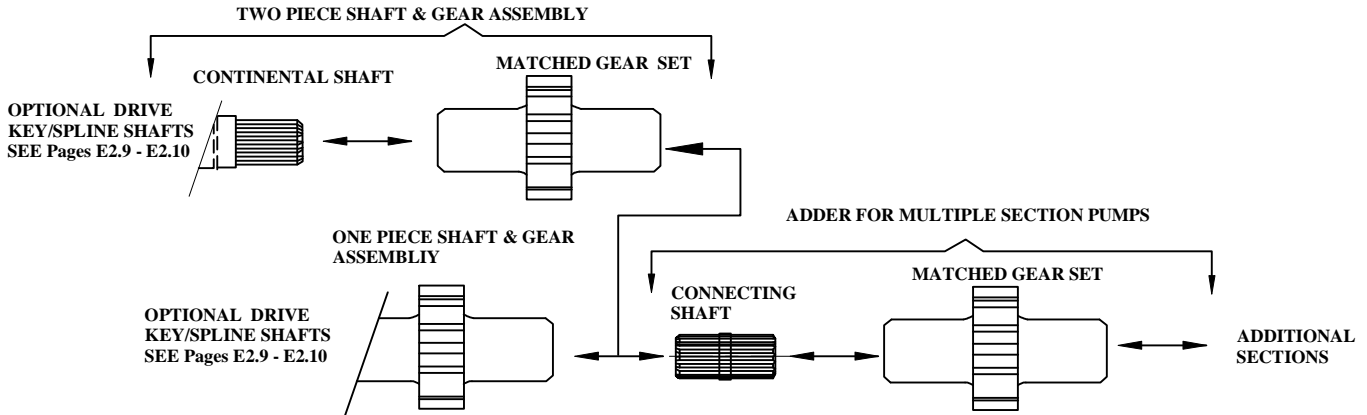 TWO PIECE SHAFT & GEAR ASSEMBLY
CONTINENTAL SHAFT
MATCHED GEAR SET
OPTIONAL DRIVE
KEY/SPLINE SHAFTS
SEE Pages E2.9 - E2.10
ADDER FOR MULTIPLE SECTION PUMPS
ONE PIECE SHAFT & GEAR
ASSEMBLIY
MATCHED GEAR SET
CONNECTING
SHAFT
OPTIONAL DRIVE
KEY/SPLINE SHAFTS
SEE Pages E2.9 - E2.10
ADDITIONAL
SECTIONS